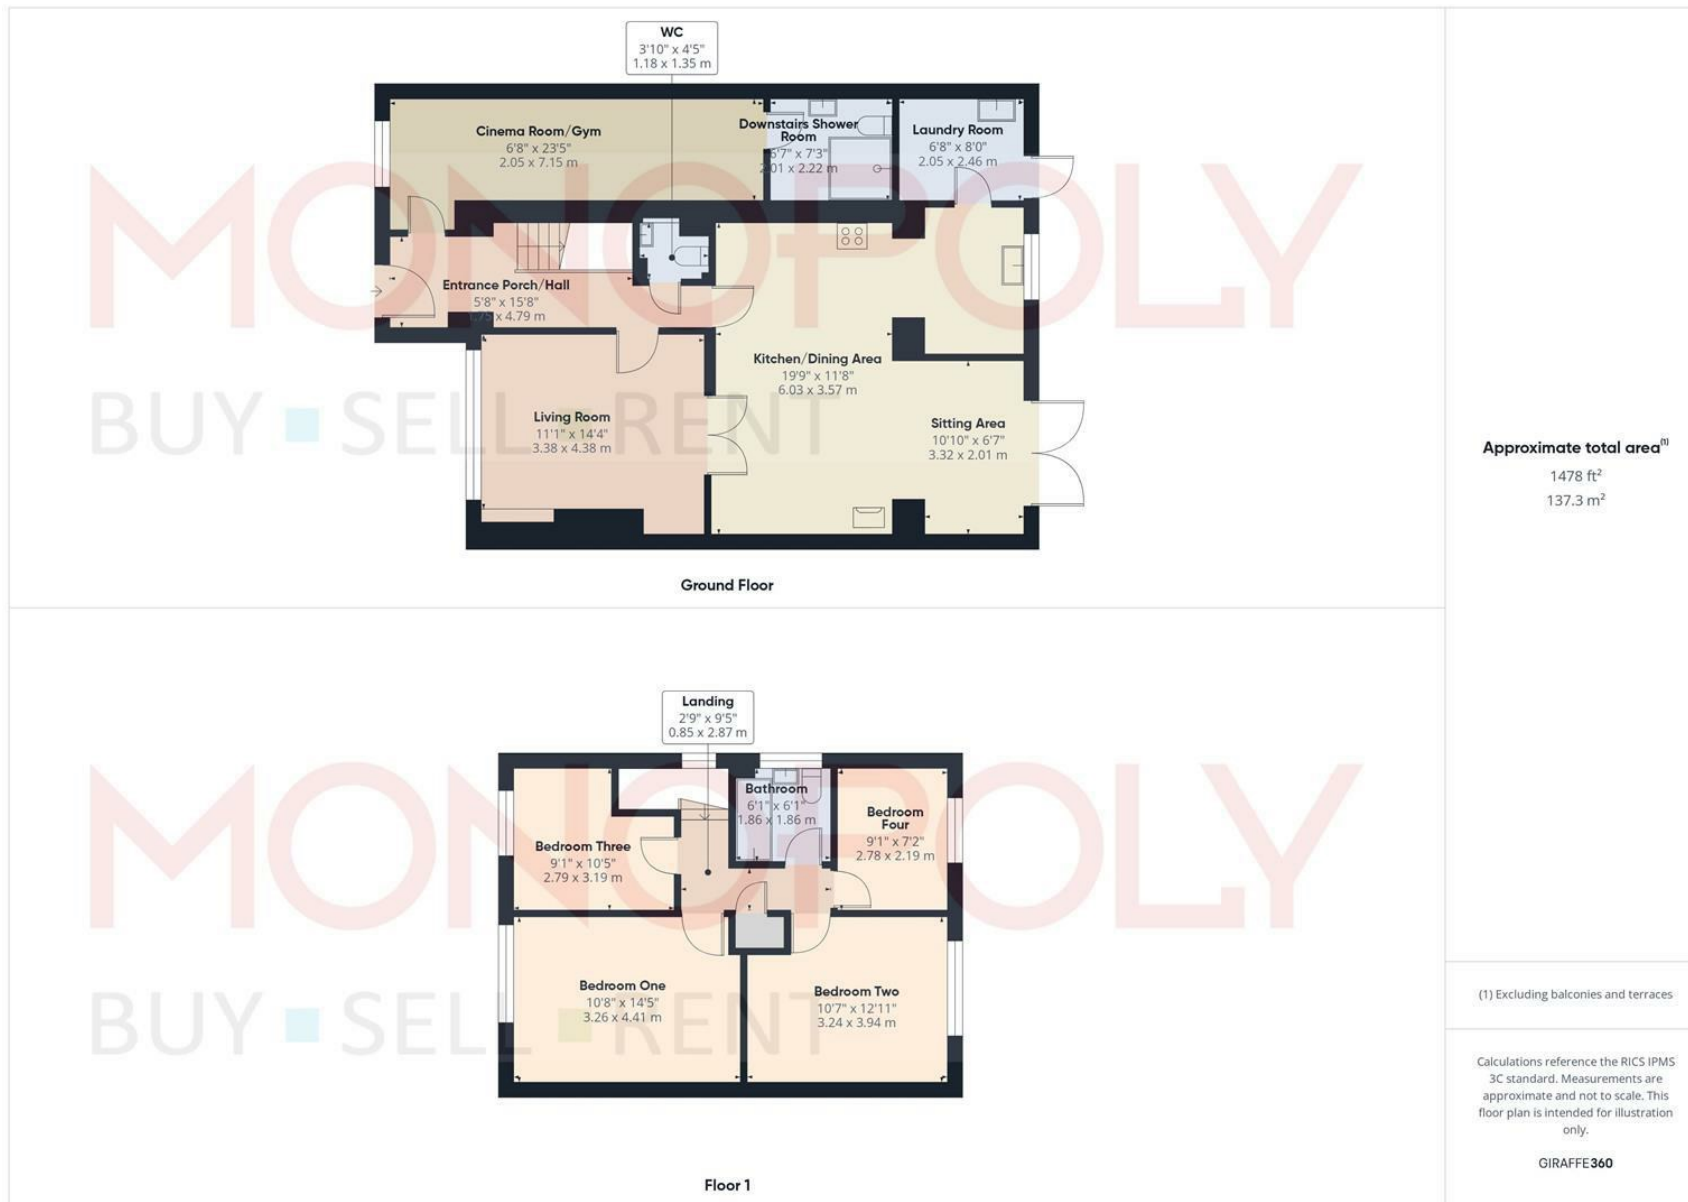 WC
3'10" x 4'5"
1.18 x 1.35 m
Cinema Room/Gym
6'8" x 23'5"
2.05 x 7.15 m
Downstairs Shower
Room
6'7" x 7'3"
2.01 x 2.22 m
Laundry Room
6'8" x 8'0"
2.05 x 2.46 m
Entrance Porch/Hall
5'8" x 15'8"
1.75 x 4.79 m
Kitchen/Dining Area
19'9" x 11'8"
6.03 x 3.57 m
Living Room
11'1" x 14'4"
3.38 x 4.38 m
Sitting Area
10'10" x 6'7"
3.32 x 2.01 m
MONOPOLY
BUY SELL RENT
Ground Floor
Landing
2'9" x 9'5"
0.85 x 2.87 m
Bathroom
6'1" x 6'1"
1.86 x 1.86 m
Bedroom
Four
9'1" x 7'2"
2.78 x 2.19 m
Bedroom Three
9'1" x 10'5"
2.79 x 3.19 m
Bedroom One
10'8" x 14'5"
3.26 x 4.41 m
Bedroom Two
10'7" x 12'11"
3.24 x 3.94 m
MONOPOLY
BUY SELL RENT
Floor 1
Approximate total area(1)
1478 ft²
137.3 m²
(1) Excluding balconies and terraces
Calculations reference the RICS IPMS
3C standard. Measurements are
approximate and not to scale. This
floor plan is intended for illustration
only.
GIRAFFE360